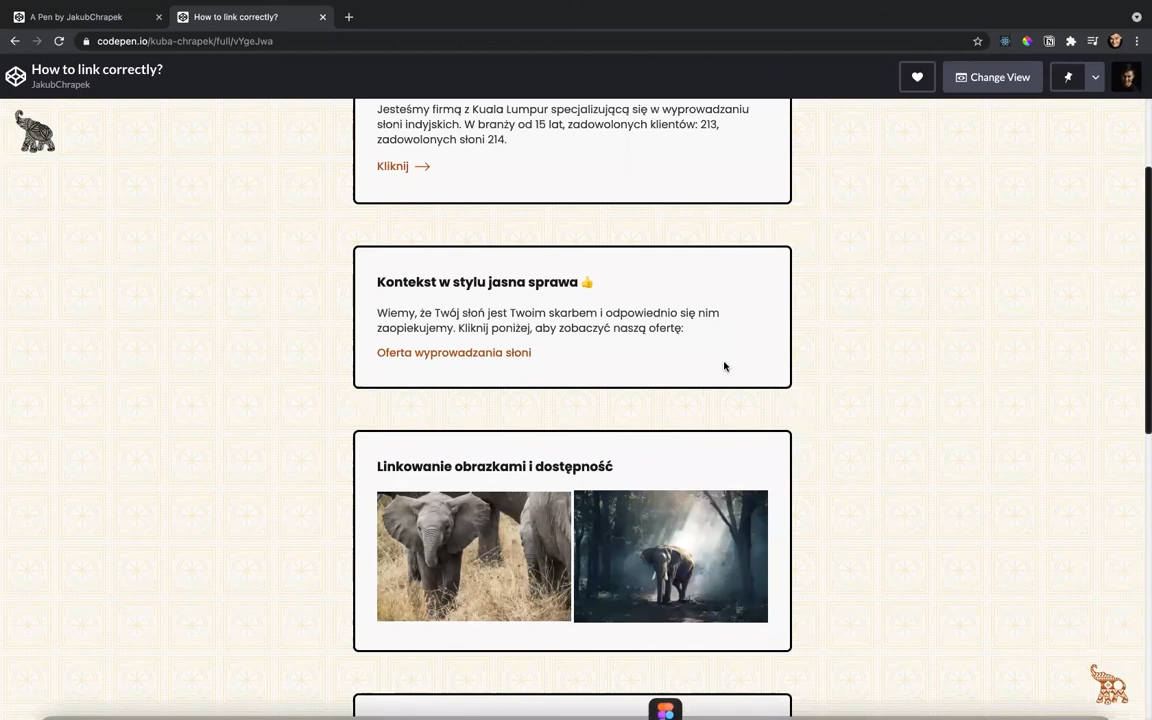 A Pen by JakubChrapek
How to link correctly?
codepen.io/kuba-chrapek/full/vYgeJwa
How to link correctly?
JakubChrapek
Change View
Jesteśmy firmą z Kuala Lumpur specjalizującą się w wyprowadzaniu
słoni indyjskich. W branży od 15 lat, zadowolonych klientów: 213,
zadowolonych słoni 214.
Kliknij
Kontekst w stylu jasna sprawa 👍
Wiemy, że Twój słoń jest Twoim skarbem i odpowiednio się nim
zaopiekujemy. Kliknij poniżej, aby zobaczyć naszą ofertę:
Oferta wyprowadzania słoni
Linkowanie obrazkami i dostępność